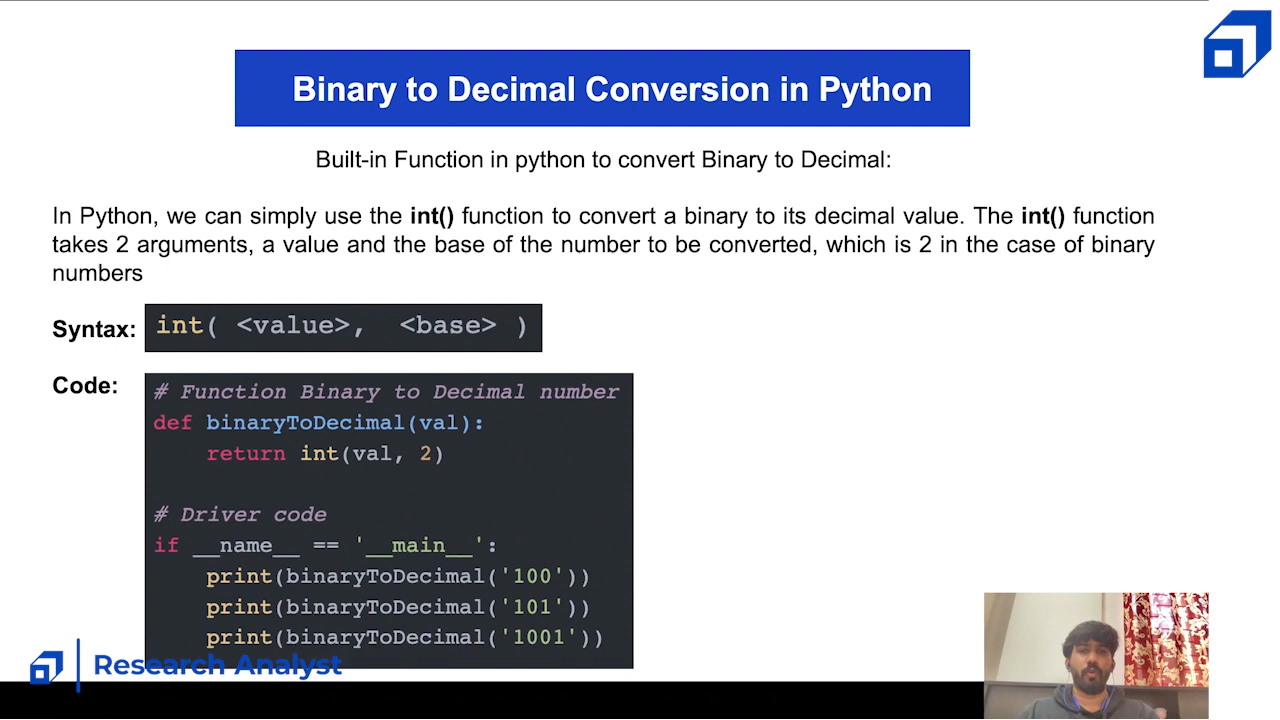 Binary to Decimal Conversion in Python
Built-in Function in python to convert Binary to Decimal:
In Python, we can simply use the int() function to convert a binary to its decimal value. The int() function
takes 2 arguments, a value and the base of the number to be converted, which is 2 in the case of binary
numbers
Syntax:
int( <value>,  <base> )
Code:
# Function Binary to Decimal number
def binaryToDecimal(val):
    return int(val, 2)
# Driver code
if __name__ == '__main__':
    print(binaryToDecimal('100'))
    print(binaryToDecimal('101'))
    print(binaryToDecimal('1001'))
Research Analyst